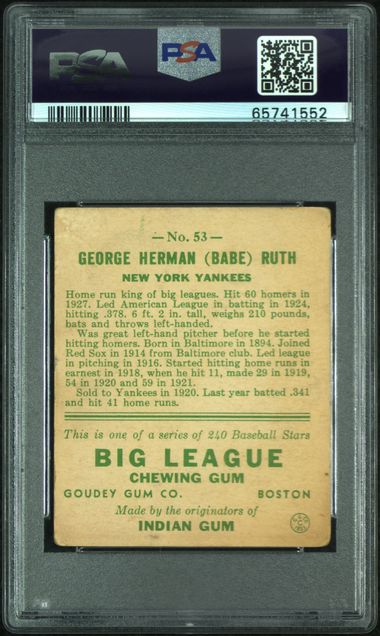 PSA
PSA
65741552
— No. 53 —
GEORGE HERMAN (BABE) RUTH
NEW YORK YANKEES
Home run king of big leagues. Hit 60 homers in
1927. Led American League in batting in 1924,
hitting .378. 6 ft. 2 in. tall, weighs 210 pounds,
bats and throws left-handed.
Was great left-hand pitcher before he started
hitting homers. Born in Baltimore in 1894. Joined
Red Sox in 1914 from Baltimore club. Led league
in pitching in 1916. Started hitting home runs in
earnest in 1918, when he hit 11, made 29 in 1919,
54 in 1920 and 59 in 1921.
Sold to Yankees in 1920. Last year batted .341
and hit 41 home runs.
This is one of a series of 240 Baseball Stars
BIG LEAGUE
CHEWING GUM
GOUDEY GUM CO. BOSTON
Made by the originators of
INDIAN GUM